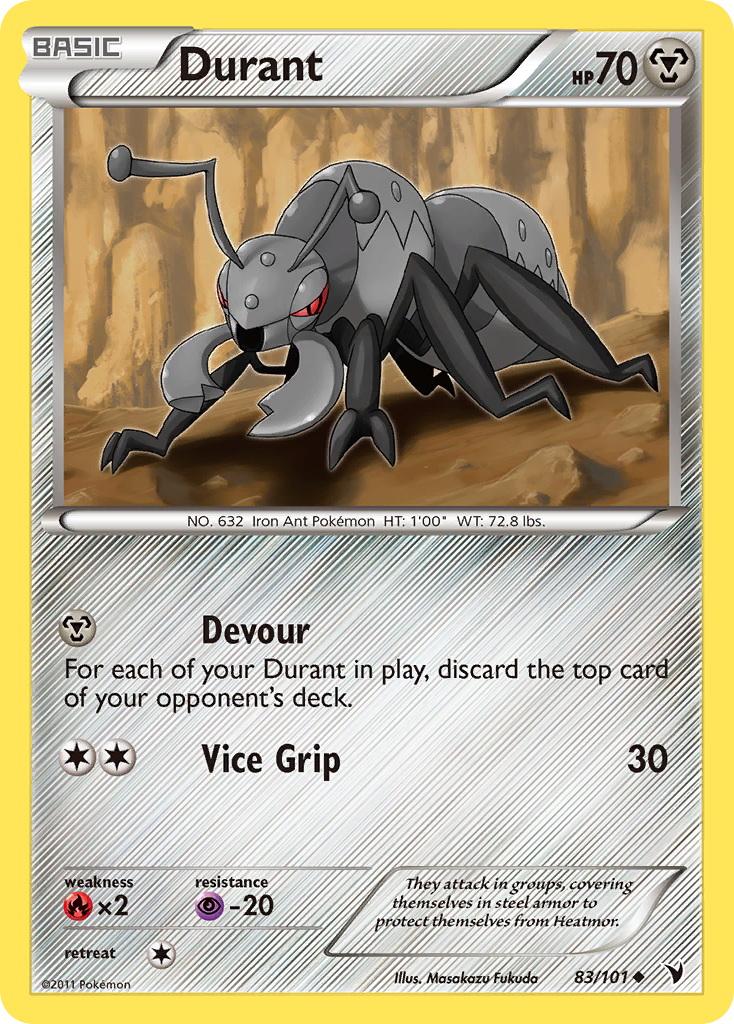 BASIC
Durant
HP70
NO. 632 Iron Ant Pokémon HT: 1'00" WT: 72.8 lbs.
Devour
For each of your Durant in play, discard the top card
of your opponent's deck.
Vice Grip 30
weakness resistance
×2 -20
They attack in groups, covering
themselves in steel armor to
protect themselves from Heatmor.
retreat
©2011 Pokémon
Illus. Masakazu Fukuda 83/101